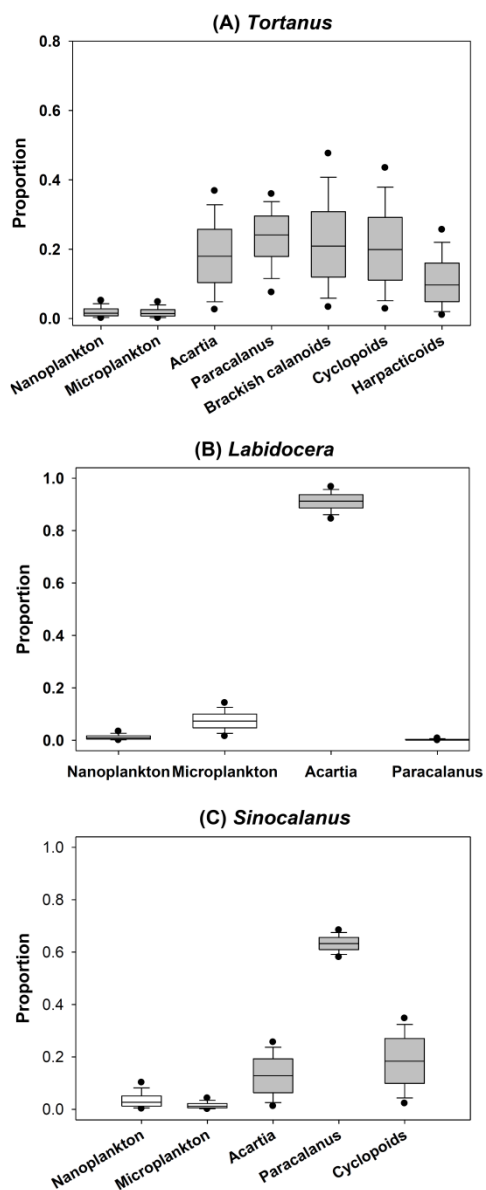 (A) Tortanus
0.8
0.6
0.4
0.2
0.0
Proportion
Nanoplankton
Microplankton
Acartia
Paracalanus
Brackish calanoids
Cyclopoids
Harpacticoids
(B) Labidocera
1.0
0.8
0.6
0.4
0.2
0.0
Proportion
Nanoplankton Microplankton Acartia Paracalanus
(C) Sinocalanus
1.0
0.8
0.6
0.4
0.2
0.0
Proportion
Nanoplankton
Microplankton
Acartia
Paracalanus
Cyclopoids